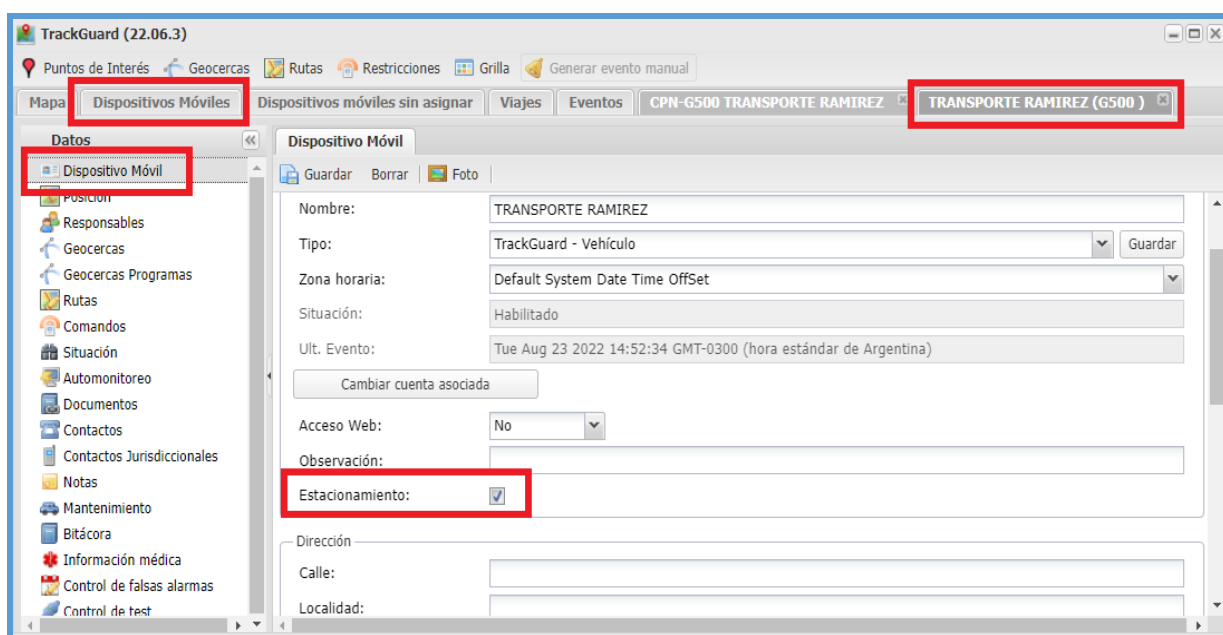 TrackGuard (22.06.3)
Puntos de Interés Geocercas Rutas Restricciones Grilla Generar evento manual
Mapa Dispositivos Móviles Dispositivos móviles sin asignar Viajes Eventos CPN-G500 TRANSPORTE RAMIREZ TRANSPORTE RAMIREZ (G500 )
Datos
Dispositivo Móvil
Posición
Responsables
Geocercas
Geocercas Programas
Rutas
Comandos
Situación
Automonitoreo
Documentos
Contactos
Contactos Jurisdiccionales
Notas
Mantenimiento
Bitácora
Información médica
Control de falsas alarmas
Control de test
Dispositivo Móvil
Guardar Borrar Foto
Nombre: TRANSPORTE RAMIREZ
Tipo: TrackGuard - Vehículo Guardar
Zona horaria: Default System Date Time OffSet
Situación: Habilitado
Ult. Evento: Tue Aug 23 2022 14:52:34 GMT-0300 (hora estándar de Argentina)
Cambiar cuenta asociada
Acceso Web: No
Observación:
Estacionamiento:
Dirección
Calle:
Localidad: